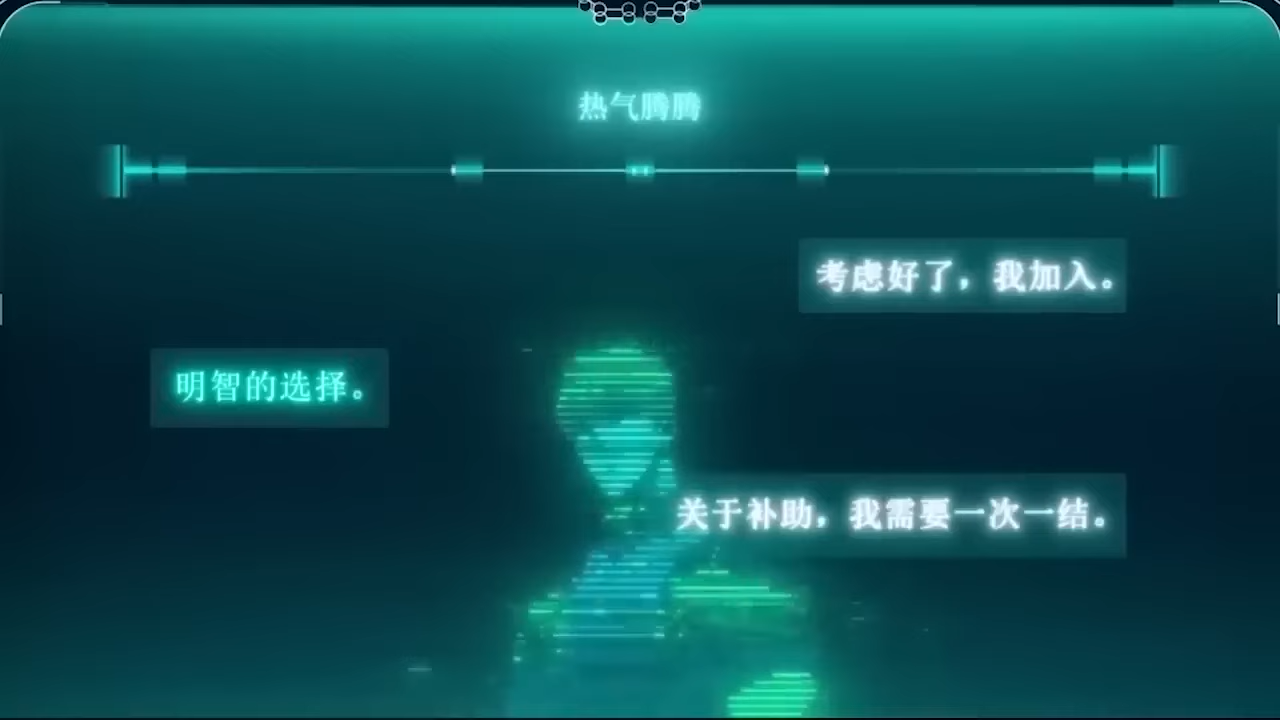 热气腾腾
考虑好了，我加入。
明智的选择。
关于补助，我需要一次一结。